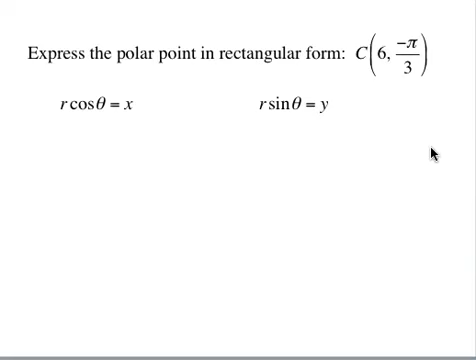 Express the polar point in rectangular form: C(6, −π/3)
r cosθ = x r sinθ = y